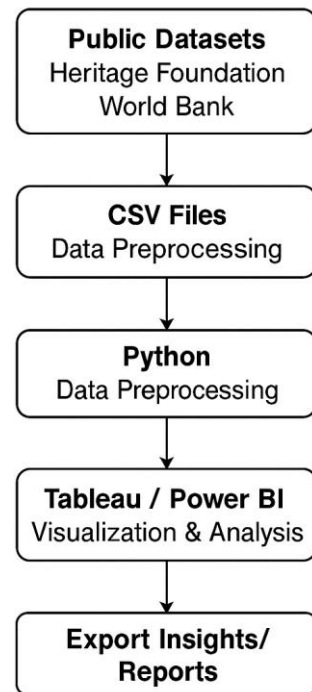 Public Datasets
Heritage Foundation
World Bank
CSV Files
Data Preprocessing
Python
Data Preprocessing
Tableau / Power BI
Visualization & Analysis
Export Insights/
Reports